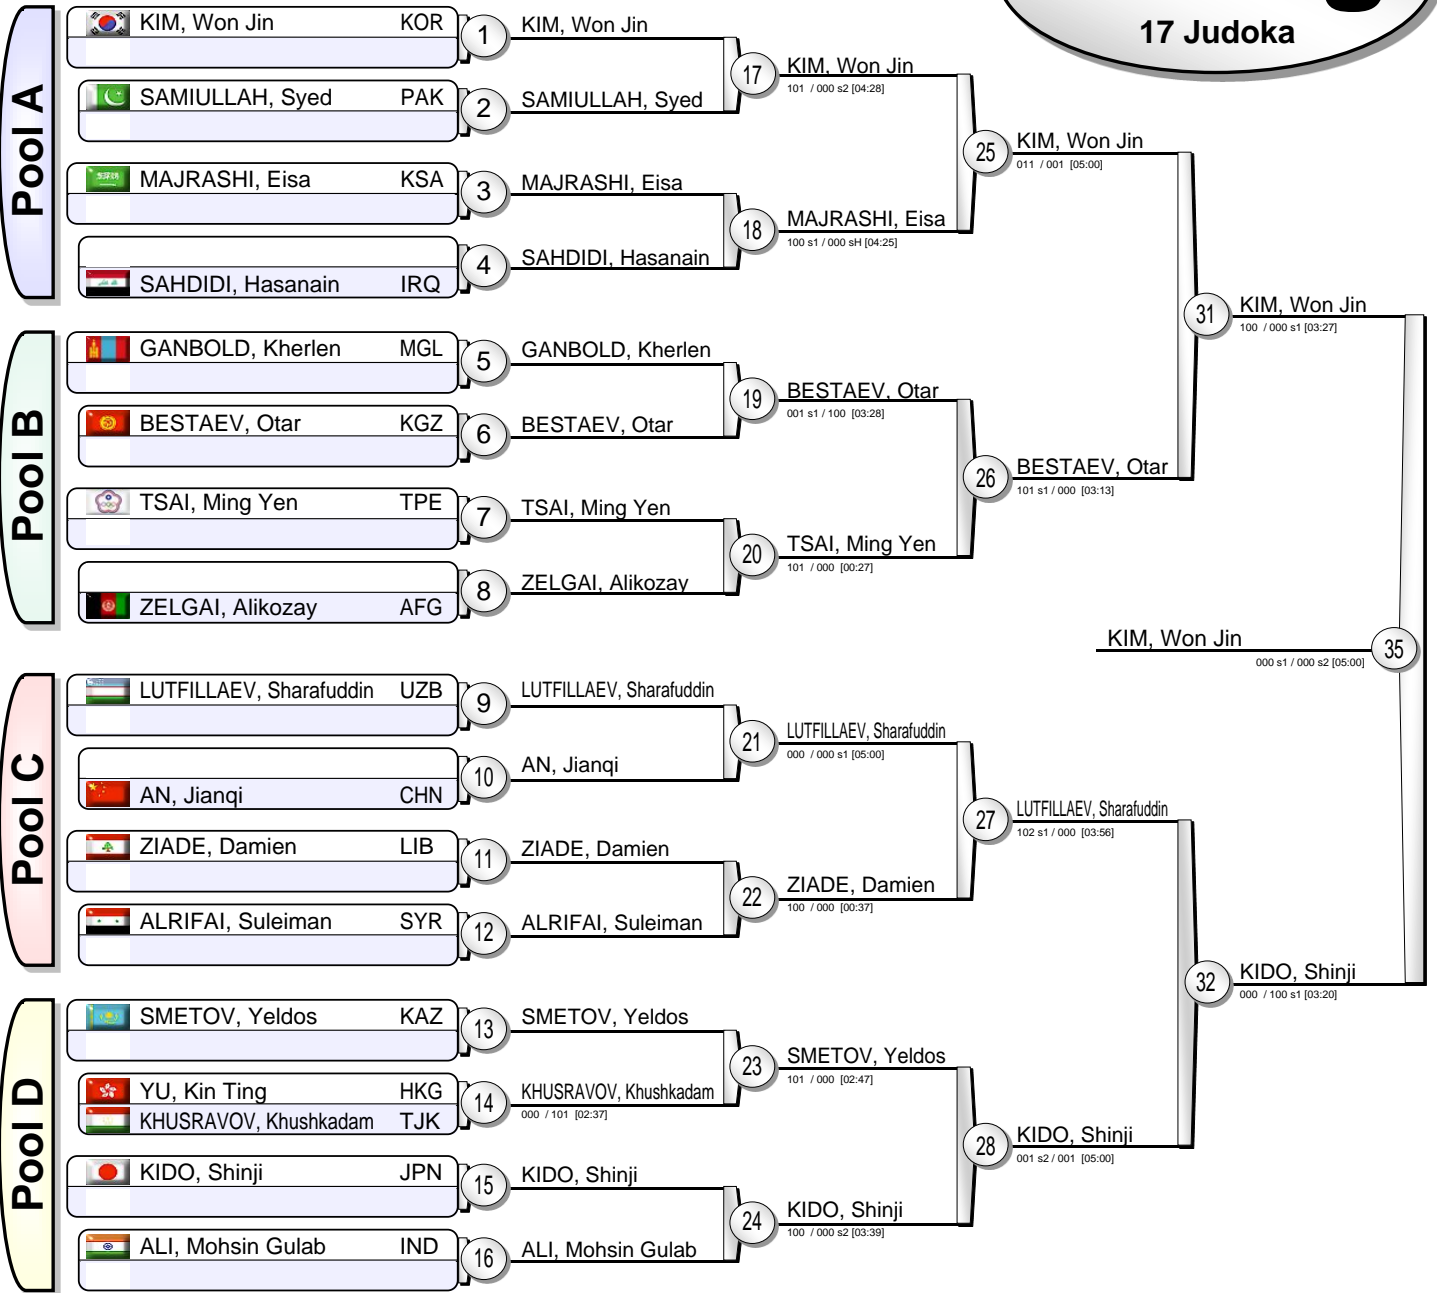 17 Judoka
Pool A
KIM, Won Jin KOR
1
KIM, Won Jin
SAMIULLAH, Syed PAK
2
SAMIULLAH, Syed
17
KIM, Won Jin
101 / 000 s2 [04:28]
MAJRASHI, Eisa KSA
3
MAJRASHI, Eisa
SAHDIDI, Hasanain IRQ
4
SAHDIDI, Hasanain
18
MAJRASHI, Eisa
100 s1 / 000 sH [04:25]
25
KIM, Won Jin
011 / 001 [05:00]
Pool B
GANBOLD, Kherlen MGL
5
GANBOLD, Kherlen
BESTAEV, Otar KGZ
6
BESTAEV, Otar
19
BESTAEV, Otar
001 s1 / 100 [03:28]
TSAI, Ming Yen TPE
7
TSAI, Ming Yen
ZELGAI, Alikozay AFG
8
ZELGAI, Alikozay
20
TSAI, Ming Yen
101 / 000 [00:27]
26
BESTAEV, Otar
101 s1 / 000 [03:13]
31
KIM, Won Jin
100 / 000 s1 [03:27]
Pool C
LUTFILLAEV, Sharafuddin UZB
9
LUTFILLAEV, Sharafuddin
AN, Jianqi CHN
10
AN, Jianqi
21
LUTFILLAEV, Sharafuddin
000 / 000 s1 [05:00]
ZIADE, Damien LIB
11
ZIADE, Damien
ALRIFAI, Suleiman SYR
12
ALRIFAI, Suleiman
22
ZIADE, Damien
100 / 000 [00:37]
27
LUTFILLAEV, Sharafuddin
102 s1 / 000 [03:56]
Pool D
SMETOV, Yeldos KAZ
13
SMETOV, Yeldos
YU, Kin Ting HKG
KHUSRAVOV, Khushkadam TJK
14
KHUSRAVOV, Khushkadam
000 / 101 [02:37]
23
SMETOV, Yeldos
101 / 000 [02:47]
KIDO, Shinji JPN
15
KIDO, Shinji
ALI, Mohsin Gulab IND
16
ALI, Mohsin Gulab
24
KIDO, Shinji
100 / 000 s2 [03:39]
28
KIDO, Shinji
001 s2 / 001 [05:00]
32
KIDO, Shinji
000 / 100 s1 [03:20]
KIM, Won Jin
000 s1 / 000 s2 [05:00]
35